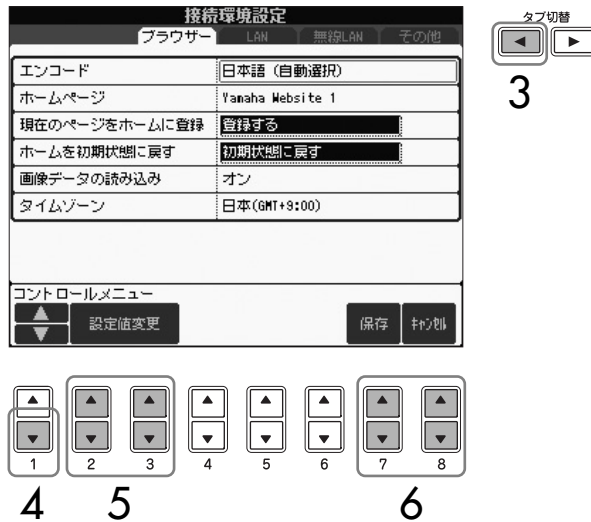 接続環境設定
タブ切替
ブラウザー LAN 無線LAN その他
3
エンコード 日本語（自動選択）
ホームページ Yamaha Website 1
現在のページをホームに登録 登録する
ホームを初期状態に戻す 初期状態に戻す
画像データの読み込み オン
タイムゾーン 日本(GMT+9:00)
コントロールメニュー
設定値変更 保存 ｷｬﾝｾﾙ
1 2 3 4 5 6 7 8
4 5 6